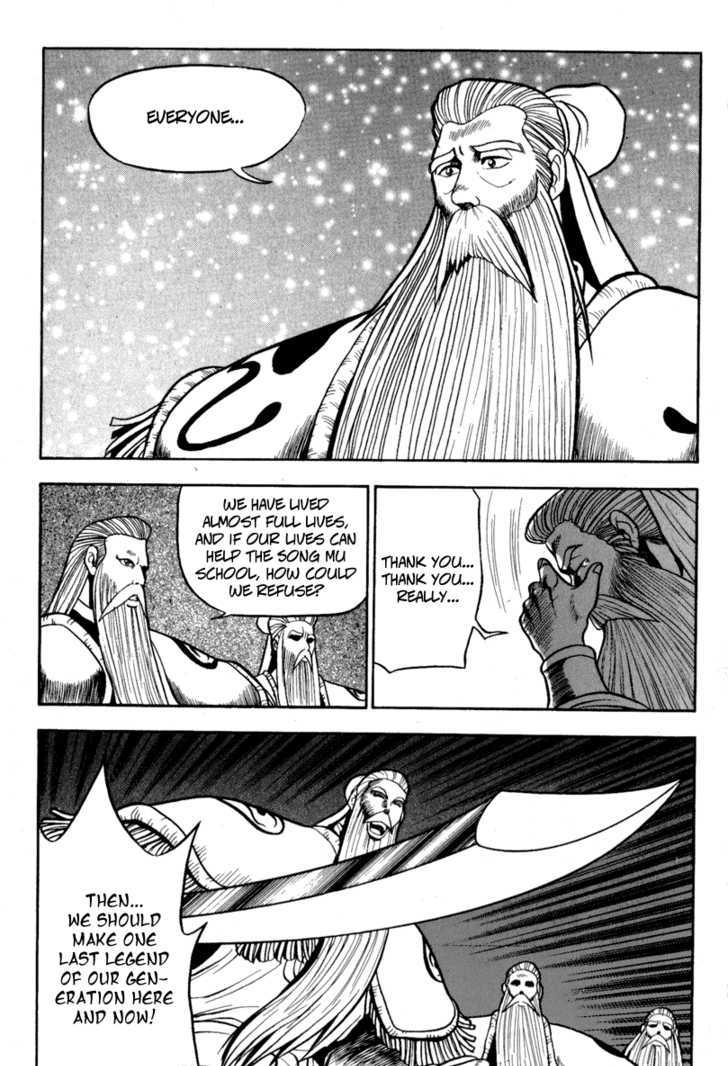 EVERYONE...
WE HAVE LIVED
ALMOST FULL LIVES,
AND IF OUR LIVES CAN
HELP THE SONG MU
SCHOOL, HOW COULD
WE REFUSE?
THANK YOU...
THANK YOU...
REALLY...
THEN...
WE SHOULD
MAKE ONE
LAST LEGEND
OF OUR GEN-
ERATION HERE
AND NOW!